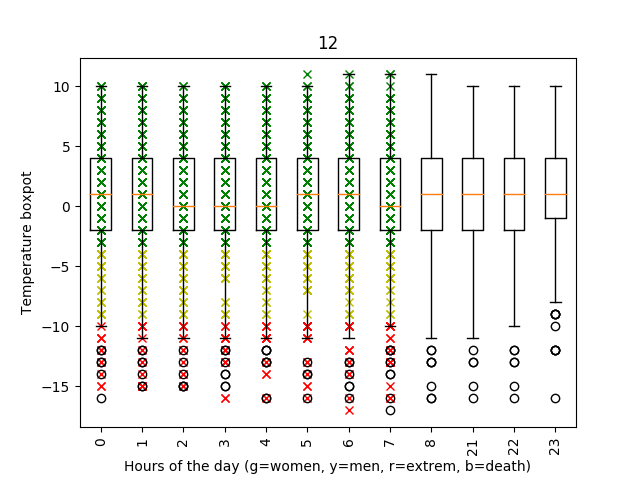 12
10
5
0
−5
−10
−15
Temperature boxpot
0 1 2 3 4 5 6 7 8 21 22 23
Hours of the day (g=women, y=men, r=extrem, b=death)